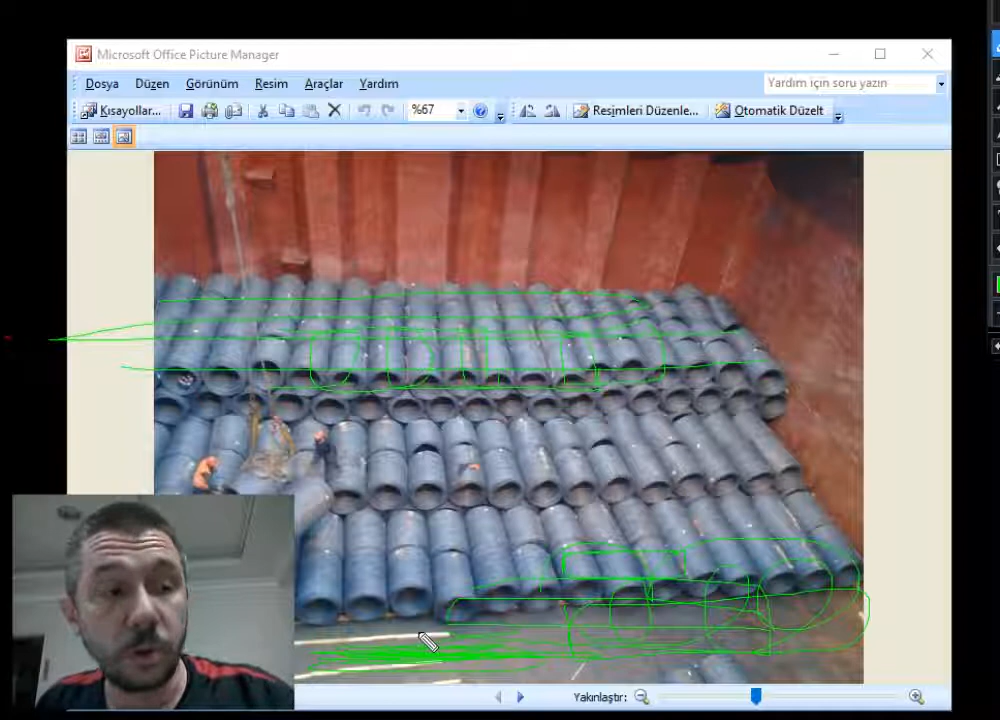 Microsoft Office Picture Manager
Dosya Düzen Görünüm Resim Araçlar Yardım
Yardım için soru yazın
Kısayollar... %67 Resimleri Düzenle... Otomatik Düzelt
Yakınlaştır: